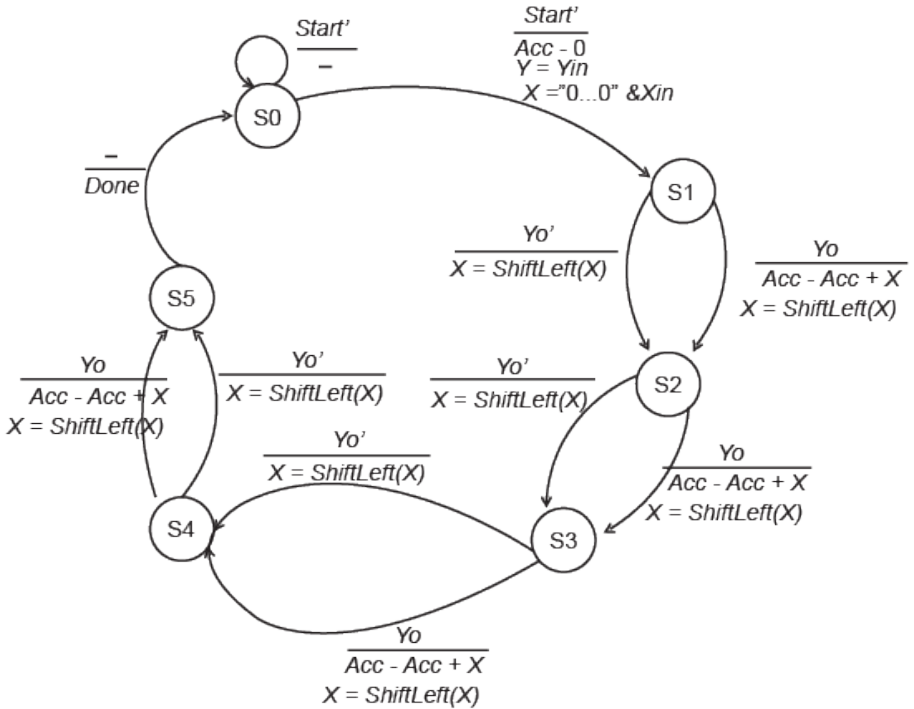 Start'
–
Start'
Acc - 0
Y = Yin
X ="0...0" &Xin
S0
–
Done
S1
Yo'
X = ShiftLeft(X)
Yo
Acc - Acc + X
X = ShiftLeft(X)
S5
S2
Yo
Acc - Acc + X
X = ShiftLeft(X)
Yo'
X = ShiftLeft(X)
Yo'
X = ShiftLeft(X)
Yo'
X = ShiftLeft(X)
Yo
Acc - Acc + X
X = ShiftLeft(X)
S4
S3
Yo
Acc - Acc + X
X = ShiftLeft(X)